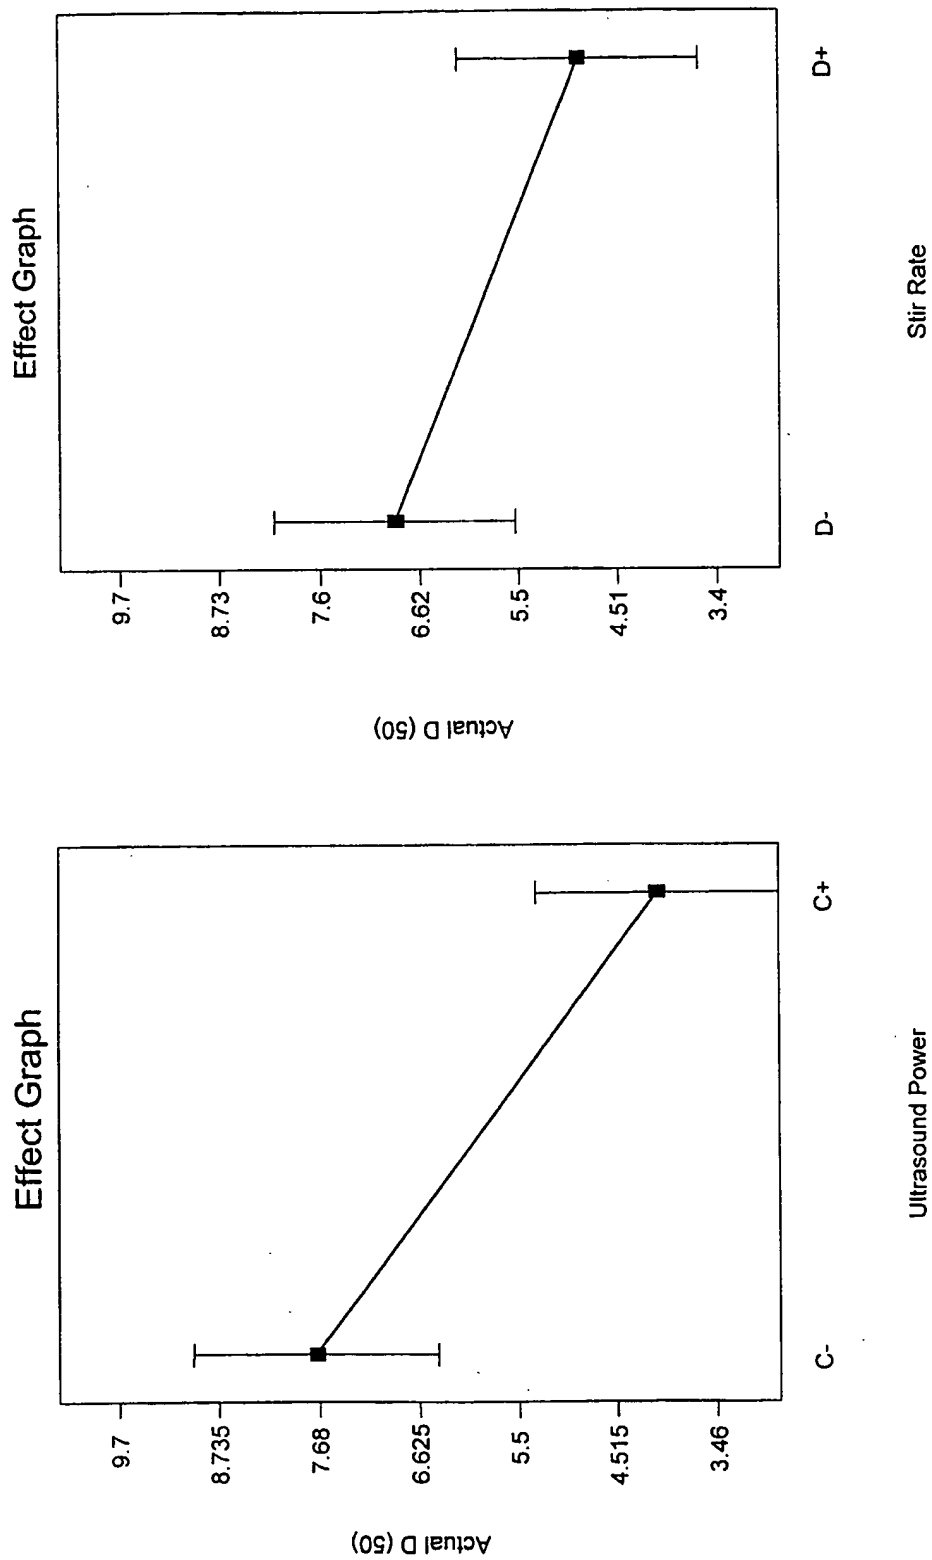 Effect Graph
Actual D (50)
9.7
8.735
7.68
6.625
5.5
4.515
3.46
C-
C+
Ultrasound Power
Effect Graph
Actual D (50)
9.7
8.73
7.6
6.62
5.5
4.51
3.4
D-
D+
Stir Rate